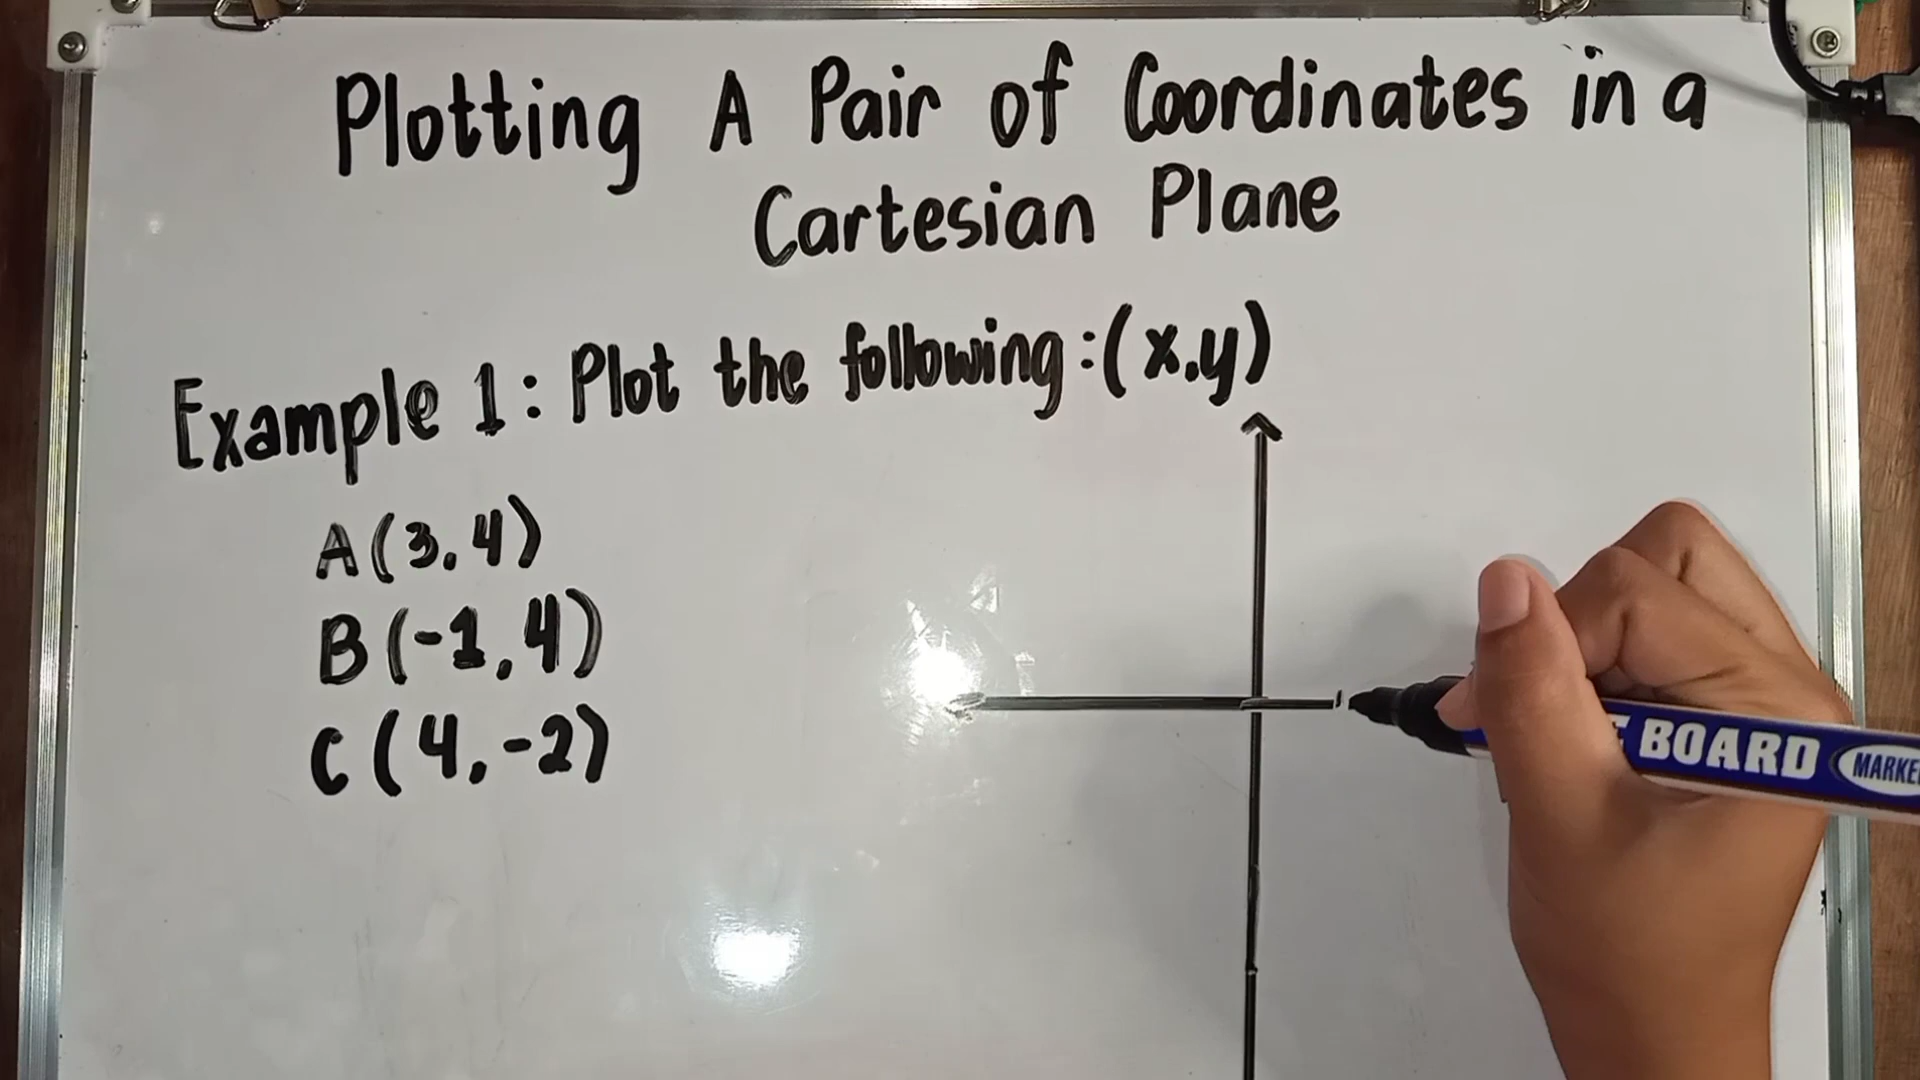 Plotting A Pair of Coordinates in a
Cartesian Plane
Example 1: Plot the following:(x,y)
A(3,4)
B(-1,4)
C(4,-2)
BOARD